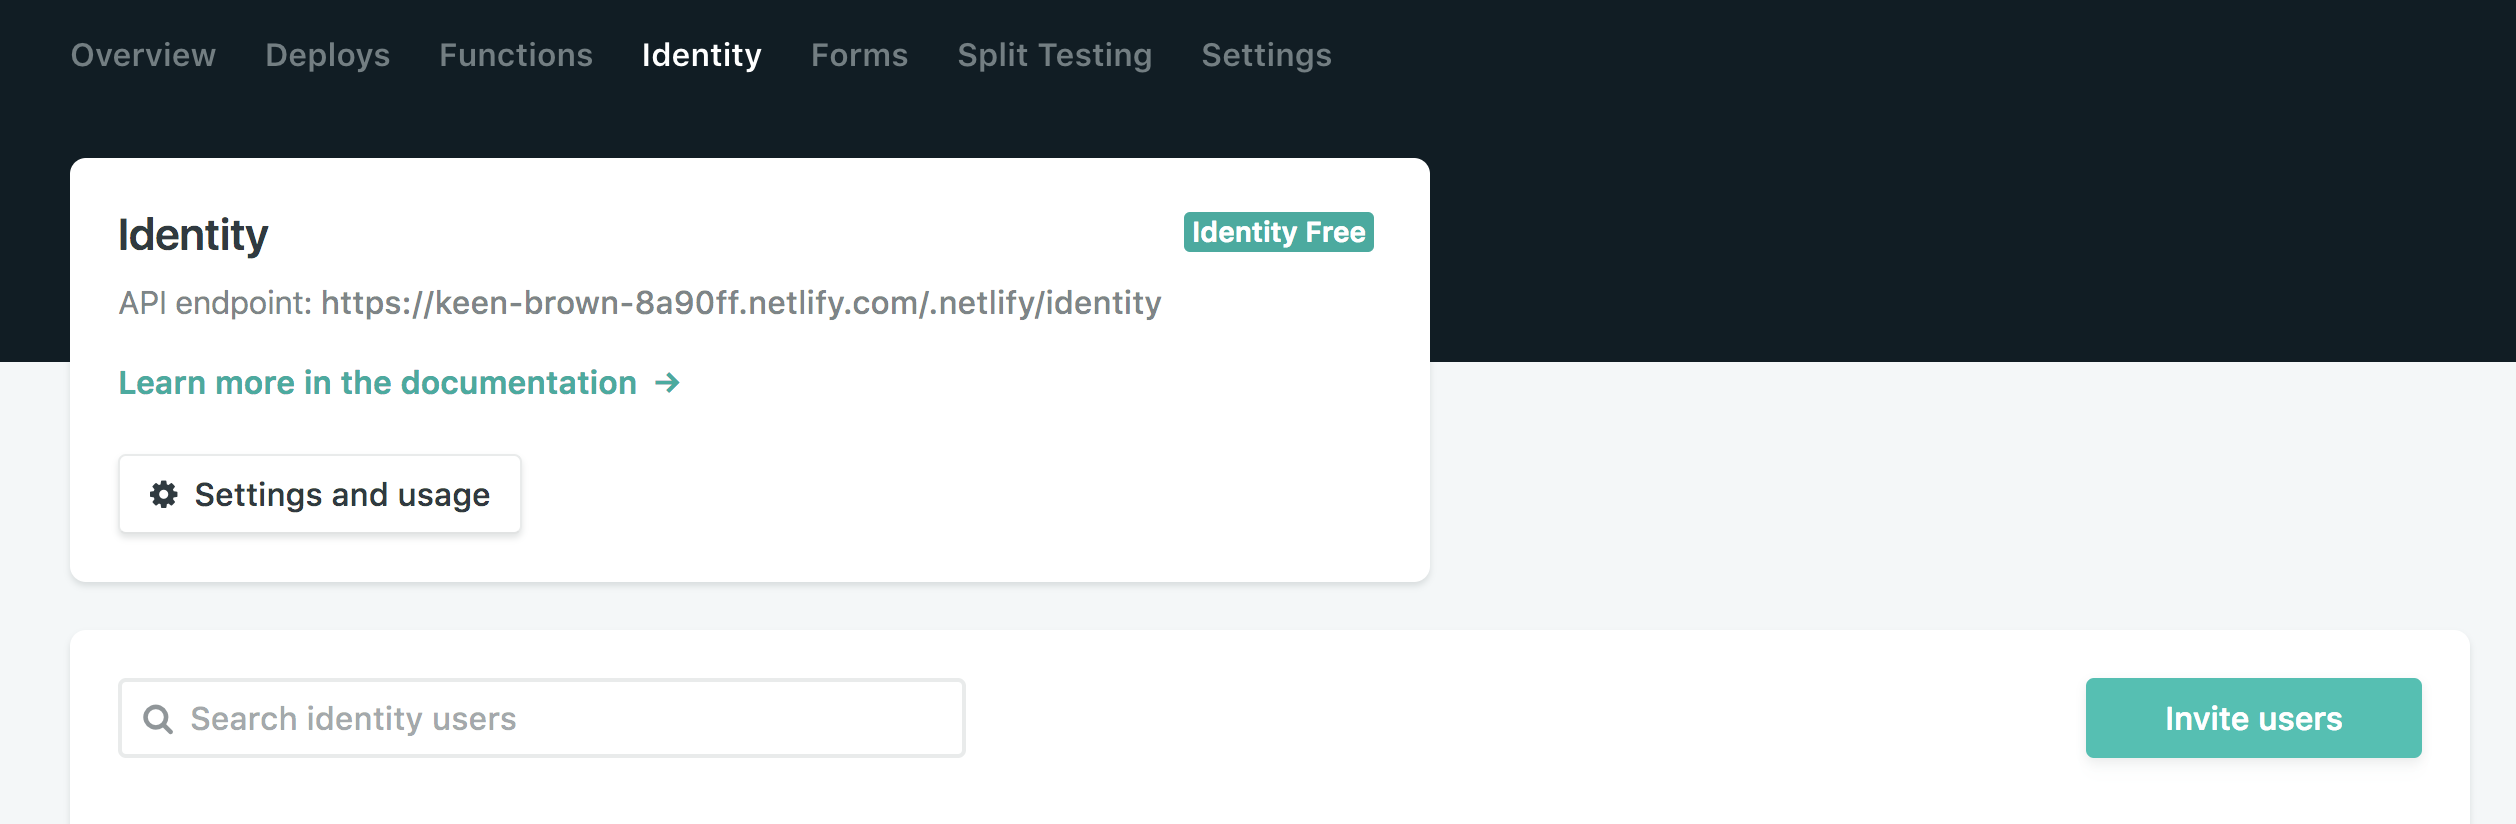 Overview Deploys Functions Identity Forms Split Testing Settings
Identity
Identity Free
API endpoint: https://keen-brown-8a90ff.netlify.com/.netlify/identity
Learn more in the documentation →
Settings and usage
Search identity users
Invite users